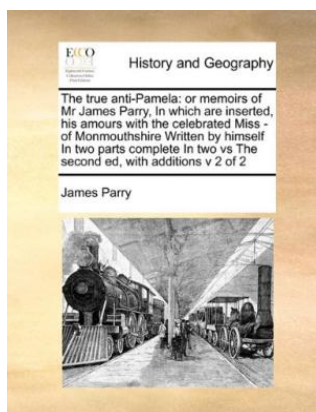 ECCO
History and Geography
The true anti-Pamela: or memoirs of
Mr James Parry, In which are inserted,
his amours with the celebrated Miss -
of Monmouthshire Written by himself
In two parts complete In two vs The
second ed, with additions v 2 of 2
James Parry